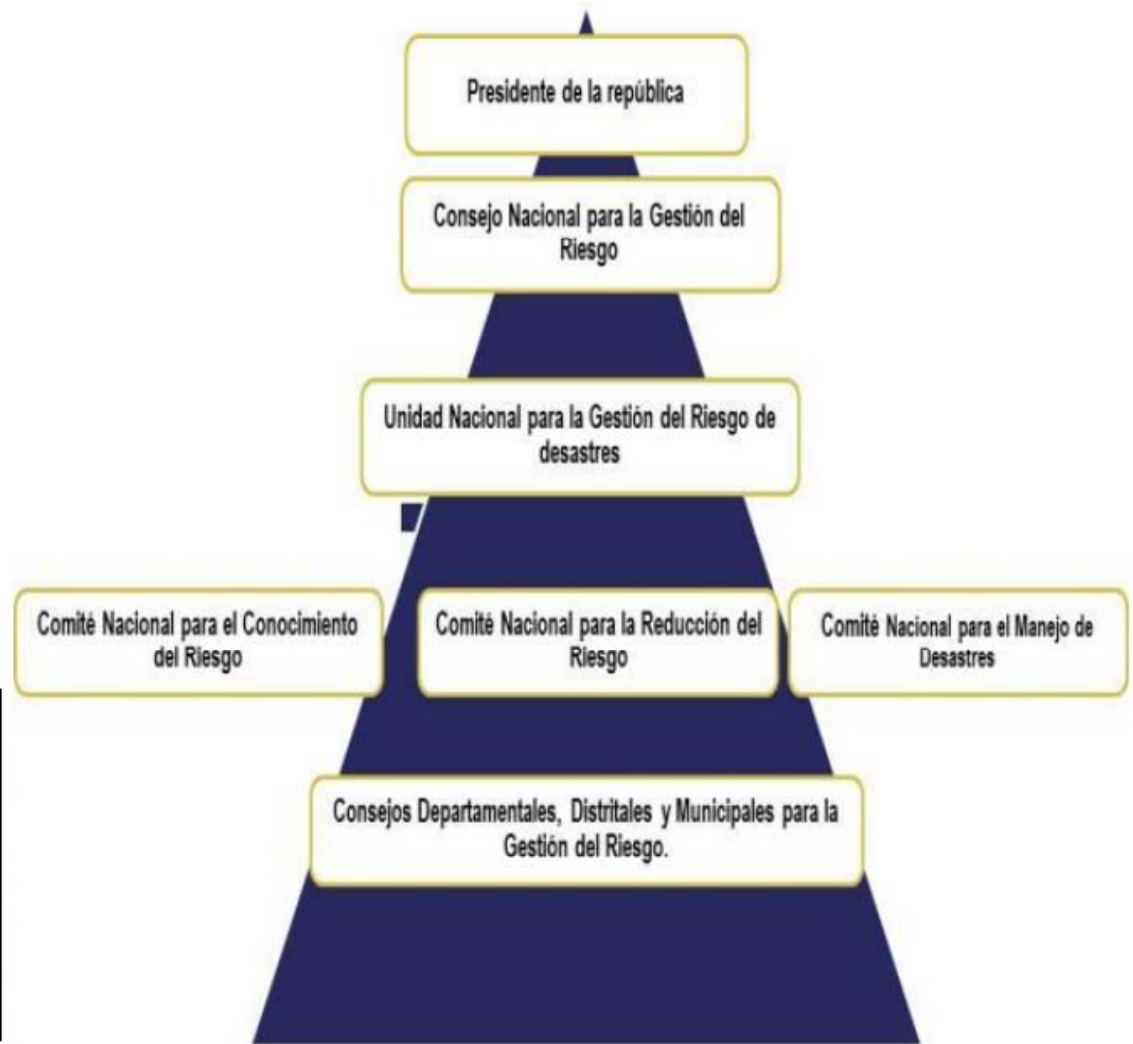 Presidente de la república
Consejo Nacional para la Gestión del
Riesgo
Unidad Nacional para la Gestión del Riesgo de
desastres
Comité Nacional para el Conocimiento
del Riesgo
Comité Nacional para la Reducción del
Riesgo
Comité Nacional para el Manejo de
Desastres
Consejos Departamentales, Distritales y Municipales para la
Gestión del Riesgo.